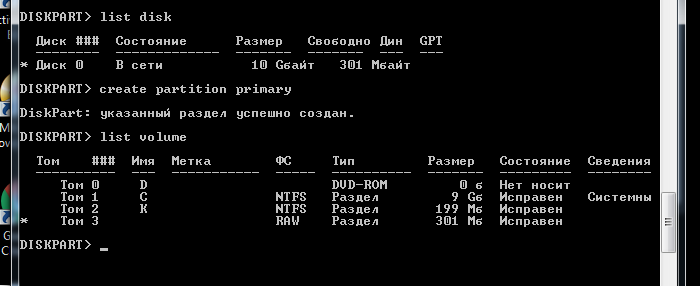 DISKPART> list disk
Диск ### Состояние Размер Свободно Дин GPT
* Диск 0 В сети 10 Gбайт 301 Mбайт
DISKPART> create partition primary
DiskPart: указанный раздел успешно создан.
DISKPART> list volume
Том ### Имя Метка ФС Тип Размер Состояние Сведения
Том 0 D DVD-ROM 0 б Нет носит
Том 1 C NTFS Раздел 9 Gб Исправен Системны
Том 2 K NTFS Раздел 199 Mб Исправен
* Том 3 RAW Раздел 301 Mб Исправен
DISKPART> _